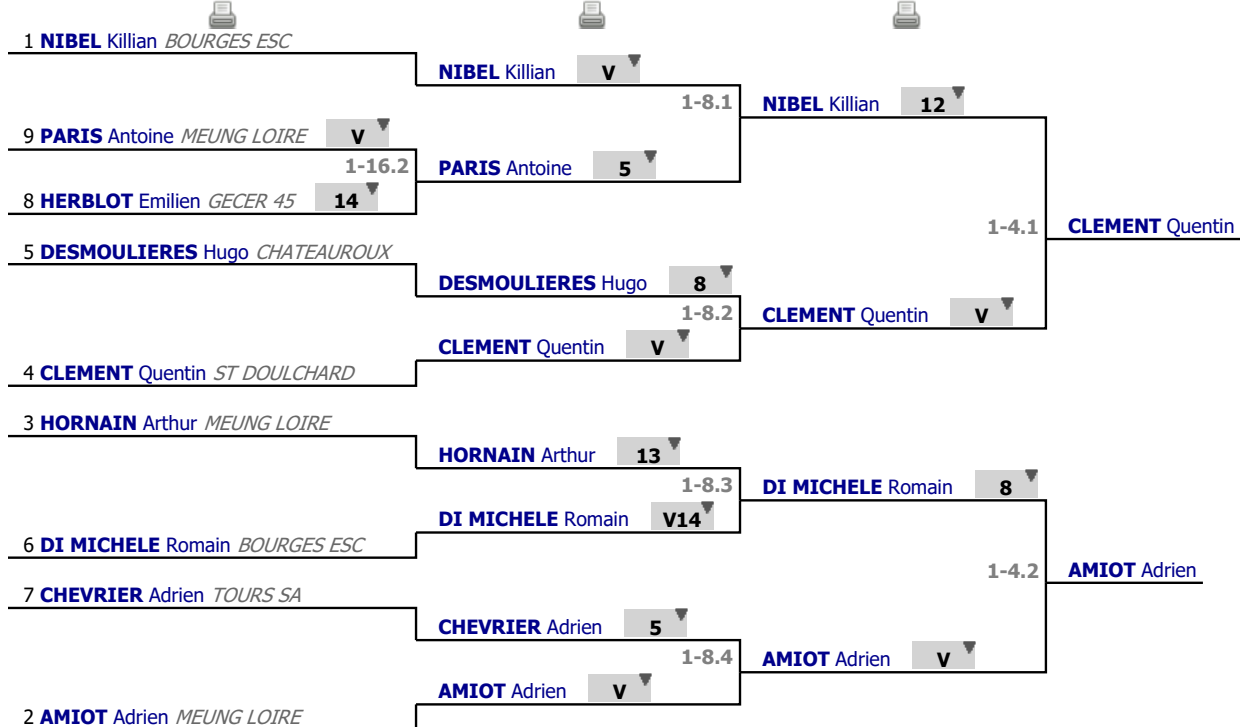 1 NIBEL Killian BOURGES ESC
NIBEL Killian V
1-8.1
NIBEL Killian 12
9 PARIS Antoine MEUNG LOIRE V
1-16.2
PARIS Antoine 5
8 HERBLOT Emilien GECER 45 14
1-4.1
CLEMENT Quentin
5 DESMOULIERES Hugo CHATEAUROUX
DESMOULIERES Hugo 8
1-8.2
CLEMENT Quentin V
CLEMENT Quentin V
4 CLEMENT Quentin ST DOULCHARD
3 HORNAIN Arthur MEUNG LOIRE
HORNAIN Arthur 13
1-8.3
DI MICHELE Romain 8
DI MICHELE Romain V14
6 DI MICHELE Romain BOURGES ESC
1-4.2
AMIOT Adrien
7 CHEVRIER Adrien TOURS SA
CHEVRIER Adrien 5
1-8.4
AMIOT Adrien V
AMIOT Adrien V
2 AMIOT Adrien MEUNG LOIRE